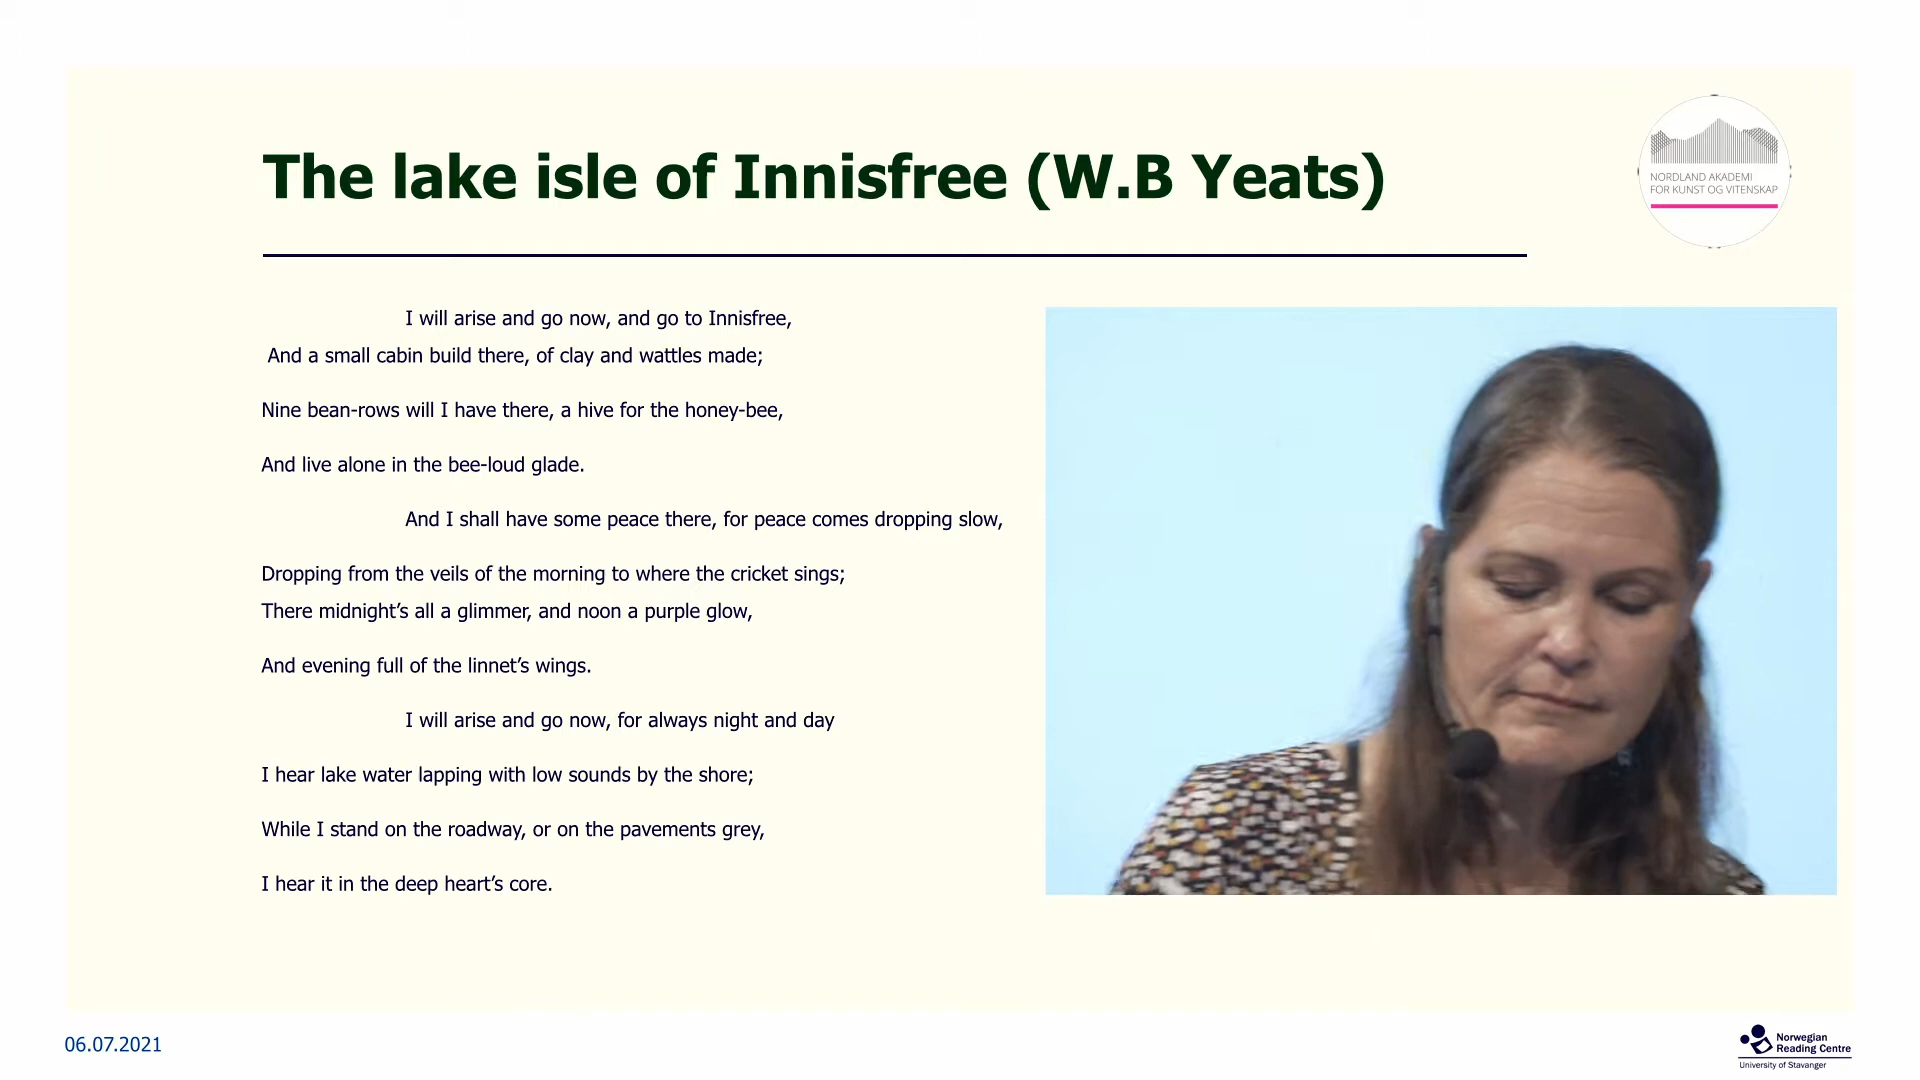 The lake isle of Innisfree (W.B Yeats)
NORDLAND AKADEMI
FOR KUNST OG VITENSKAP
I will arise and go now, and go to Innisfree,
And a small cabin build there, of clay and wattles made;
Nine bean-rows will I have there, a hive for the honey-bee,
And live alone in the bee-loud glade.
And I shall have some peace there, for peace comes dropping slow,
Dropping from the veils of the morning to where the cricket sings;
There midnight’s all a glimmer, and noon a purple glow,
And evening full of the linnet’s wings.
I will arise and go now, for always night and day
I hear lake water lapping with low sounds by the shore;
While I stand on the roadway, or on the pavements grey,
I hear it in the deep heart’s core.
06.07.2021
Norwegian
Reading Centre
University of Stavanger